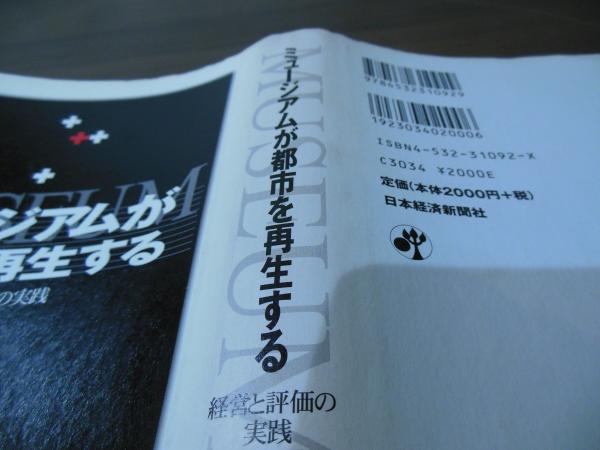 SEUM
ジアムが
再生する
の実践
MUSEUM
ミュージアムが都市を再生する
経営と評価の
実践
9784532310929
1923034020006
ISBN4-532-31092-X
C3034 ¥2000E
定価(本体2000円+税)
日本経済新聞社